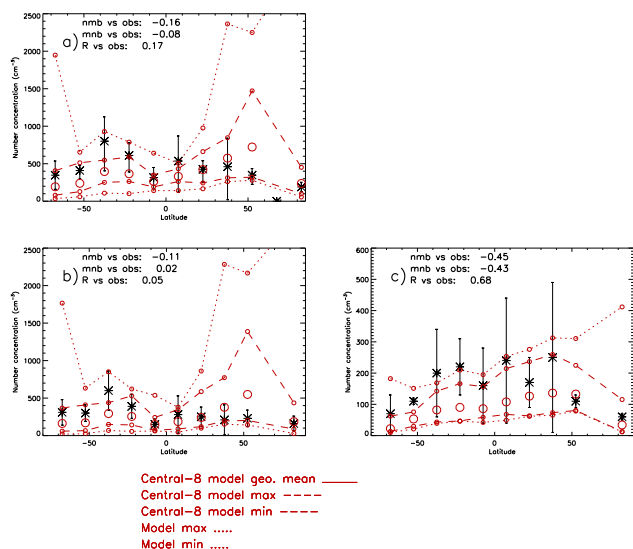 a)
nmb vs obs: -0.16
mnb vs obs: -0.08
R vs obs: 0.17
Number concentration (cm⁻³)
2500
2000
1500
1000
500
0
-50 0 50
Latitude
b)
nmb vs obs: -0.11
mnb vs obs: 0.02
R vs obs: 0.05
Number concentration (cm⁻³)
2500
2000
1500
1000
500
0
-50 0 50
Latitude
c)
nmb vs obs: -0.45
mnb vs obs: -0.43
R vs obs: 0.68
Number concentration (cm⁻³)
600
500
400
300
200
100
0
-50 0 50
Latitude
Central-8 model geo. mean
Central-8 model max
Central-8 model min
Model max .....
Model min .....